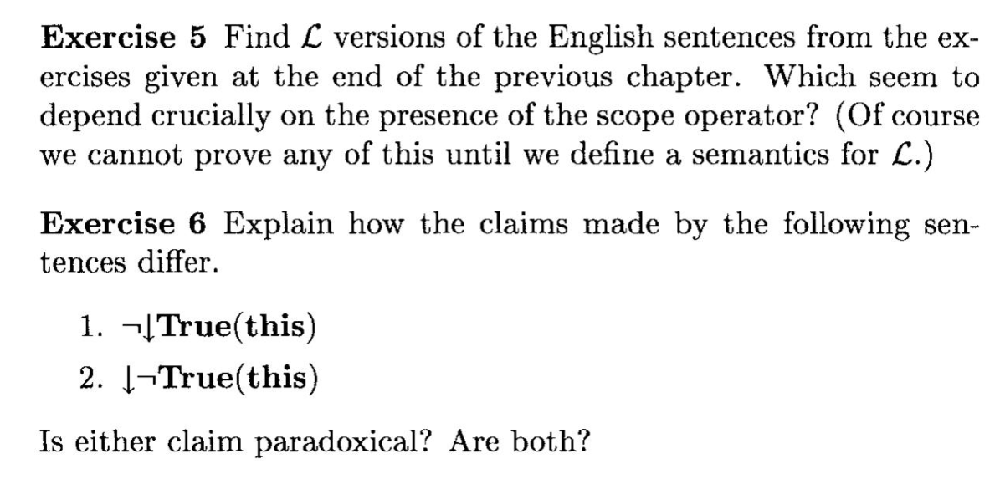 Exercise 5 Find ℒ versions of the English sentences from the ex-
ercises given at the end of the previous chapter. Which seem to
depend crucially on the presence of the scope operator? (Of course
we cannot prove any of this until we define a semantics for ℒ.)
Exercise 6 Explain how the claims made by the following sen-
tences differ.
1. ¬↓True(this)
2. ↓¬True(this)
Is either claim paradoxical? Are both?